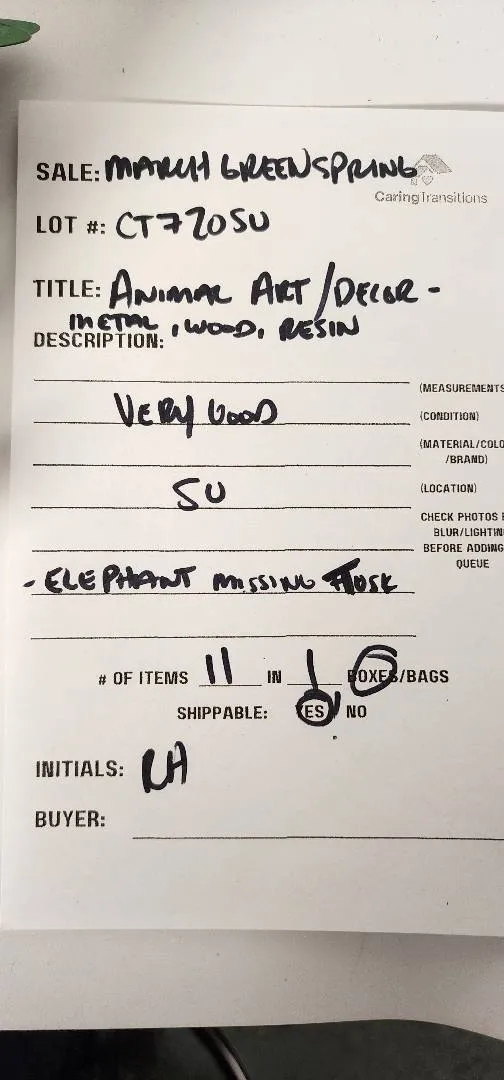 SALE: MARCH GREENSPRING
CaringTransitions
LOT #: CT7205U
TITLE: ANIMAL ART/DECOR -
METAL, WOOD, RESIN
DESCRIPTION:
(MEASUREMENTS
VERY GOOD (CONDITION)
(MATERIAL/COLO
/BRAND)
SU (LOCATION)
CHECK PHOTOS F
BLUR/LIGHTIN
BEFORE ADDING
QUEUE
- ELEPHANT MISSING TUSK
# OF ITEMS 11 IN 1 BOXES/BAGS
SHIPPABLE: YES/NO
INITIALS: RH
BUYER: